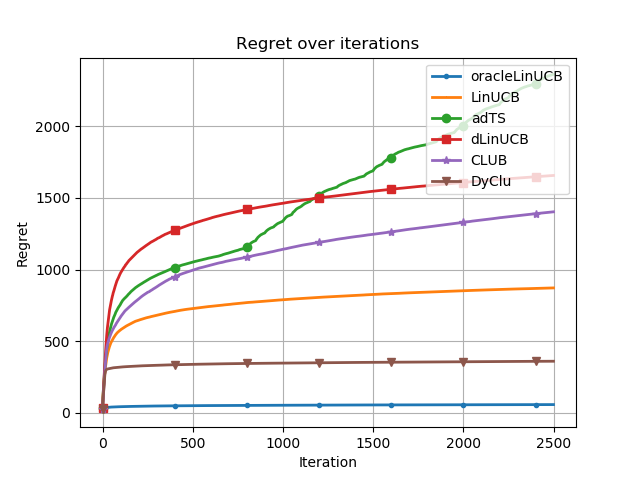 Regret over iterations
oracleLinUCB
LinUCB
adTS
dLinUCB
CLUB
DyClu
Regret
2000
1500
1000
500
0
0
500
1000
1500
2000
2500
Iteration